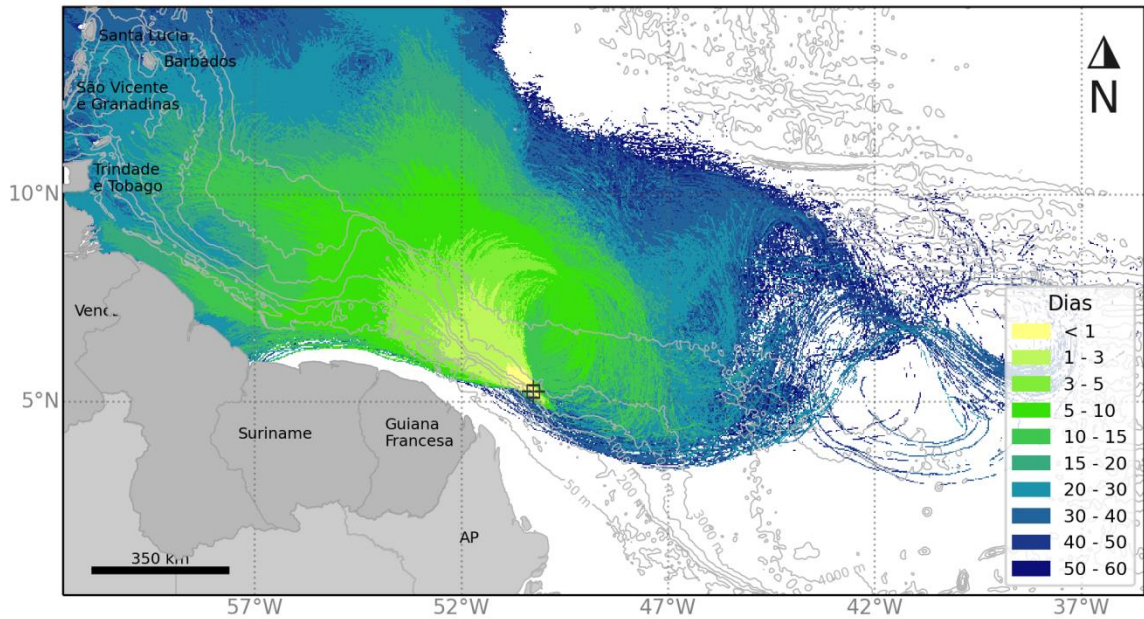 Santa Lucia
Barbados
São Vicente
e Granadinas
Trindade
e Tobago
N
10°N
5°N
Suriname
Guiana
Francesa
AP
50 m
200 m
3000 m
4000 m
350 km
Dias
< 1
1 - 3
3 - 5
5 - 10
10 - 15
15 - 20
20 - 30
30 - 40
40 - 50
50 - 60
57°W
52°W
47°W
42°W
37°W